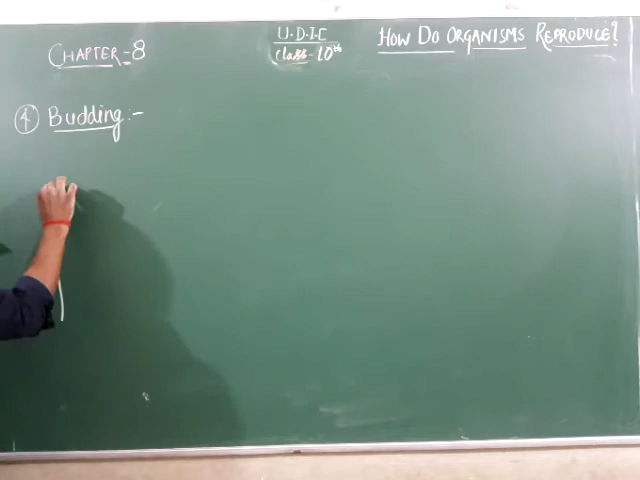 CHAPTER-8
U.D.I.C
Class-10th
HOW DO ORGANISMS REPRODUCE?
④ Budding:-